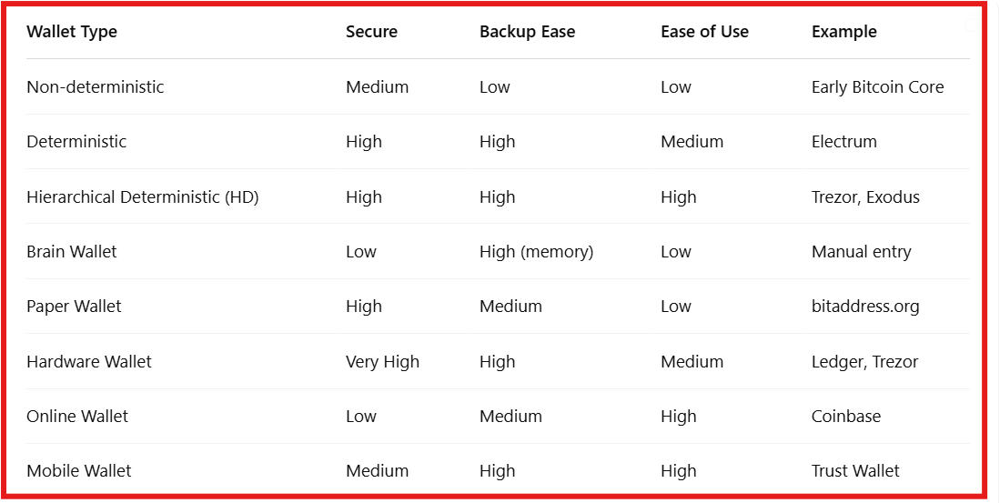 Wallet Type Secure Backup Ease Ease of Use Example
Non-deterministic Medium Low Low Early Bitcoin Core
Deterministic High High Medium Electrum
Hierarchical Deterministic (HD) High High High Trezor, Exodus
Brain Wallet Low High (memory) Low Manual entry
Paper Wallet High Medium Low bitaddress.org
Hardware Wallet Very High High Medium Ledger, Trezor
Online Wallet Low Medium High Coinbase
Mobile Wallet Medium High High Trust Wallet